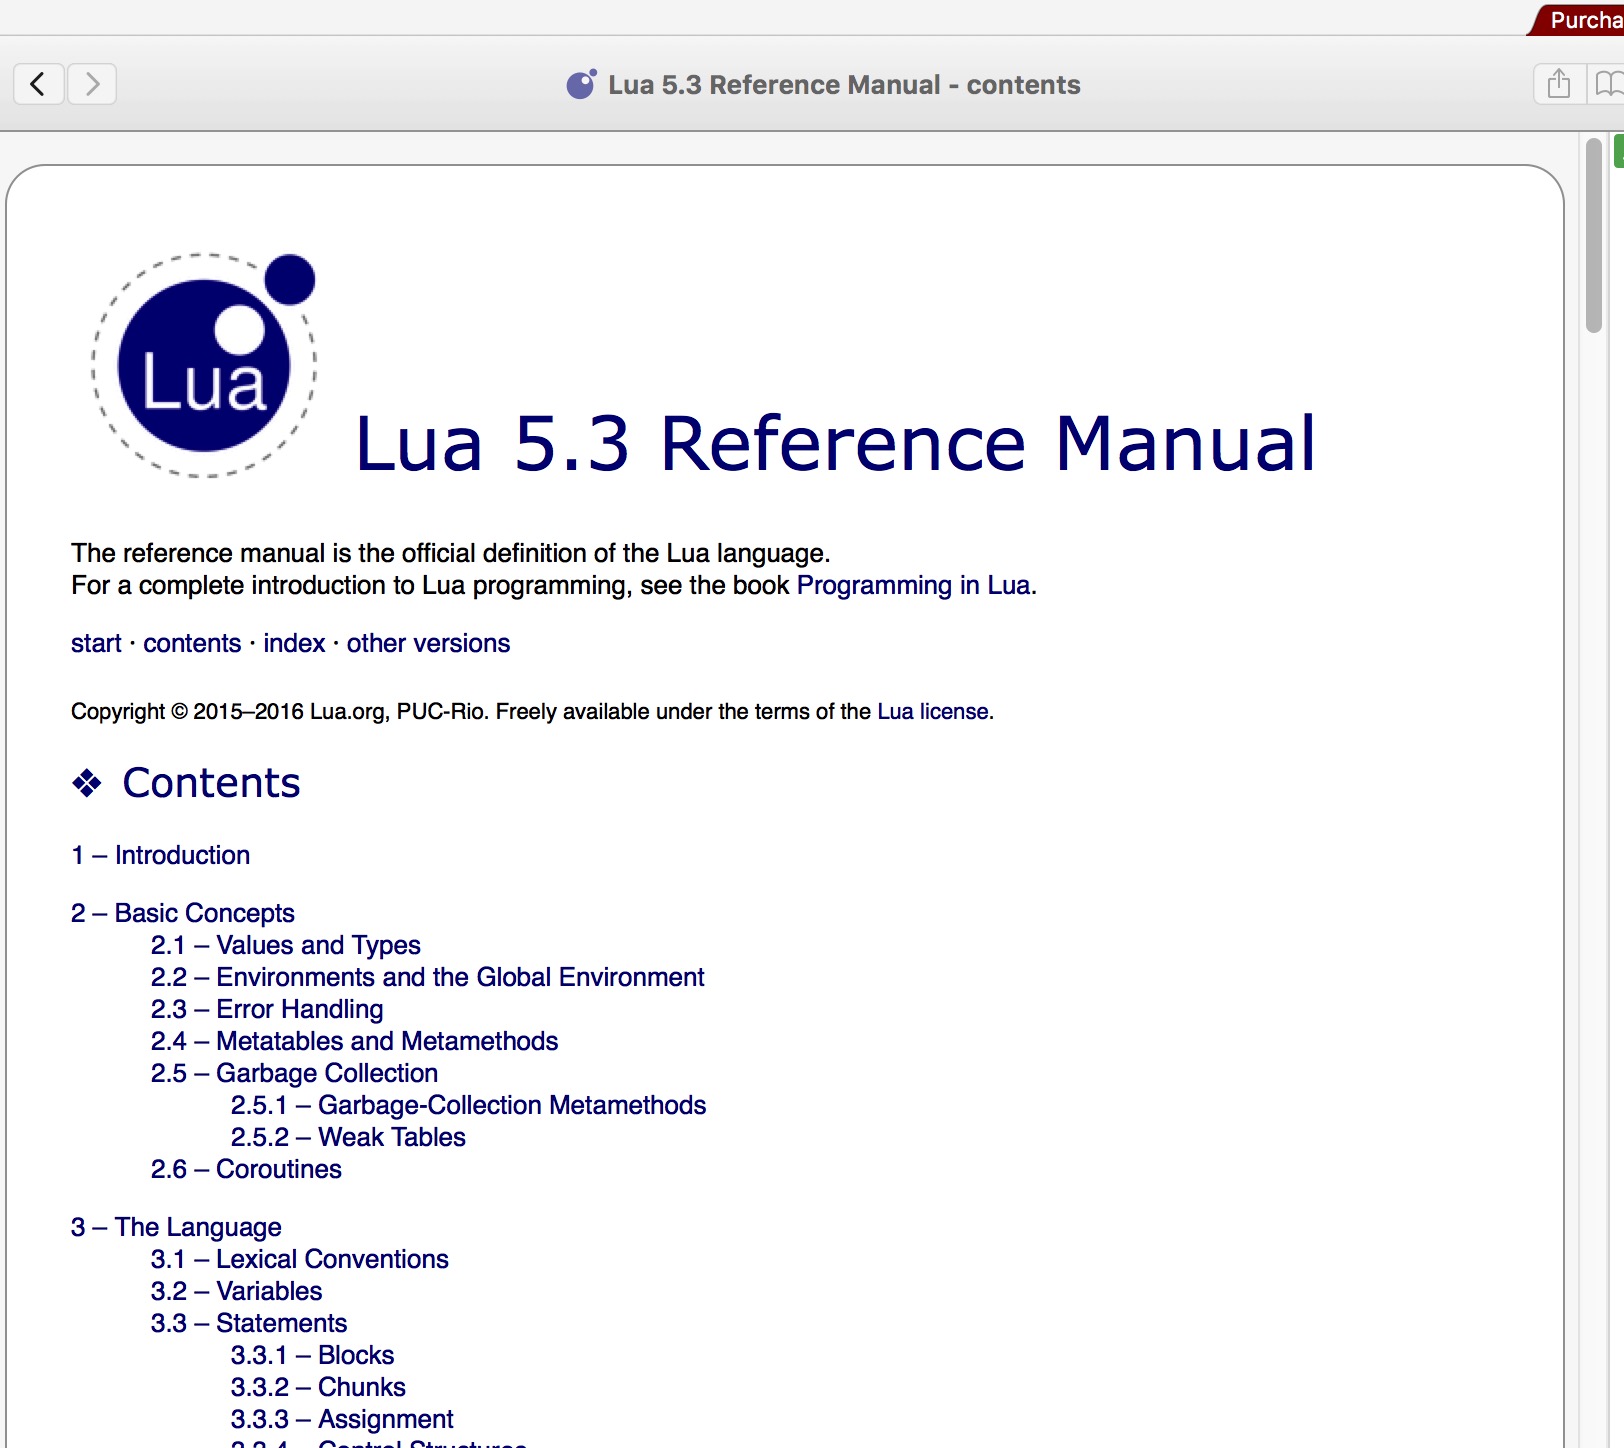 Purcha
Lua 5.3 Reference Manual - contents
Lua
Lua 5.3 Reference Manual
The reference manual is the official definition of the Lua language.
For a complete introduction to Lua programming, see the book Programming in Lua.
start · contents · index · other versions
Copyright © 2015–2016 Lua.org, PUC-Rio. Freely available under the terms of the Lua license.
❖ Contents
1 – Introduction
2 – Basic Concepts
2.1 – Values and Types
2.2 – Environments and the Global Environment
2.3 – Error Handling
2.4 – Metatables and Metamethods
2.5 – Garbage Collection
2.5.1 – Garbage-Collection Metamethods
2.5.2 – Weak Tables
2.6 – Coroutines
3 – The Language
3.1 – Lexical Conventions
3.2 – Variables
3.3 – Statements
3.3.1 – Blocks
3.3.2 – Chunks
3.3.3 – Assignment
3.3.4 – Control Structures